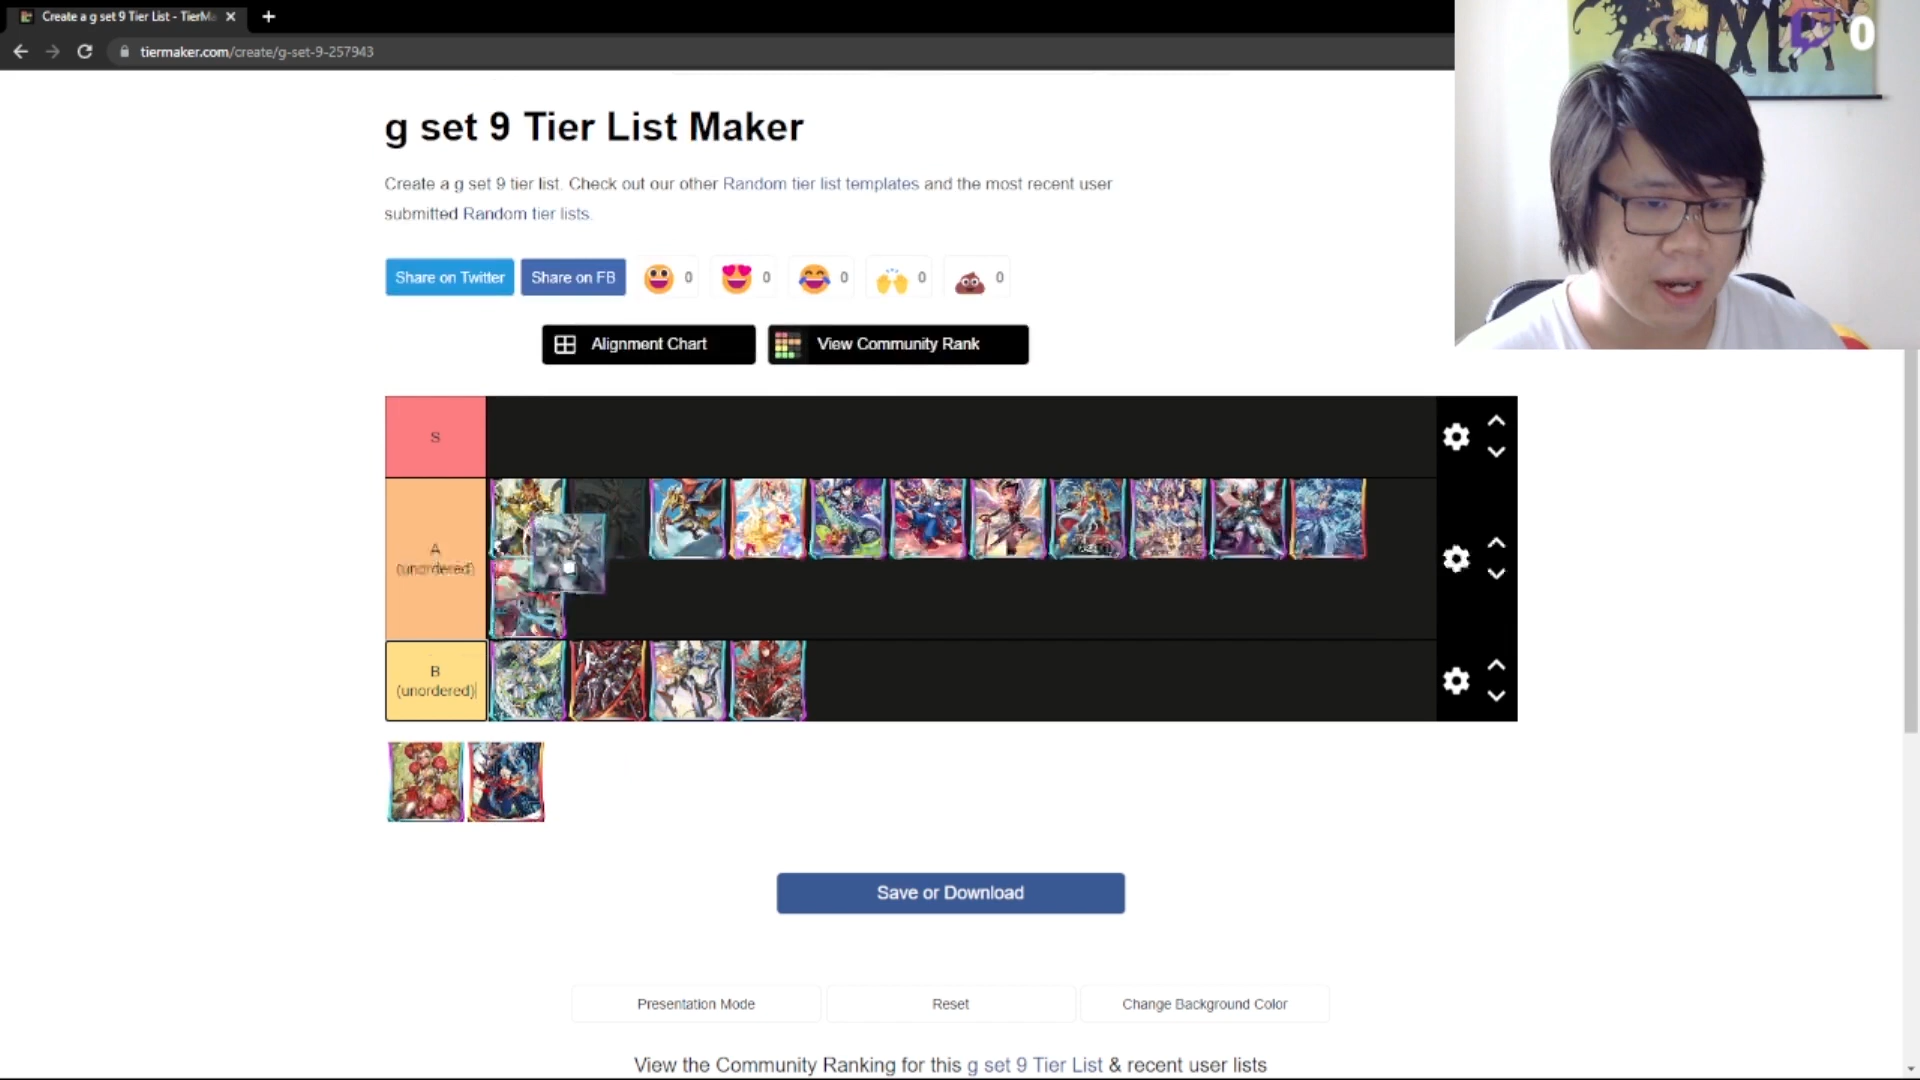 Create a g set 9 Tier List - TierMa
tiermaker.com/create/g-set-9-257943
0
g set 9 Tier List Maker
Create a g set 9 tier list. Check out our other Random tier list templates and the most recent user
submitted Random tier lists.
Share on Twitter Share on FB 0 0 0 0 0
Alignment Chart View Community Rank
S
A
(unordered)
B
(unordered)
Save or Download
Presentation Mode Reset Change Background Color
View the Community Ranking for this g set 9 Tier List & recent user lists